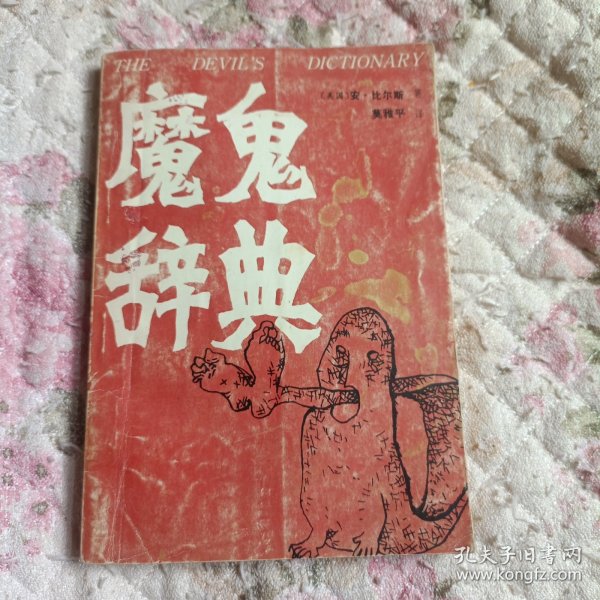 THE DEVIL'S DICTIONARY
〔美国〕安·比尔斯 著
莫雅平 译
魔鬼
辞典
孔夫子旧书网
www.kongfz.com